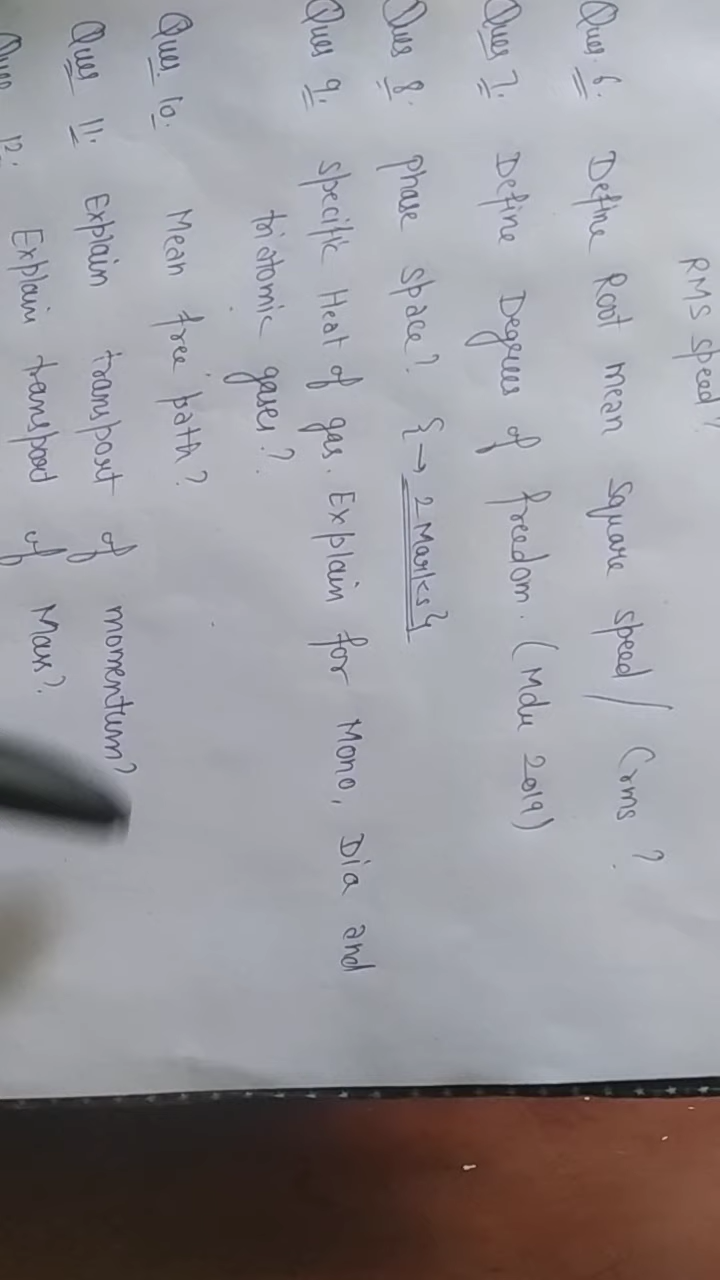 RMS speed?
Ques. 6. Define Root mean square speed / Crms ?
Ques 7. Define Degrees of freedom. (Mdu 2019)
Ques 8. Phase space? {→ 2 Marks}
Ques 9. Specific Heat of gas. Explain for Mono, Dia and
triatomic gases?
Ques. 10. Mean free path?
Ques 11. Explain transport of momentum?
Ques 12. Explain transport of Mass?